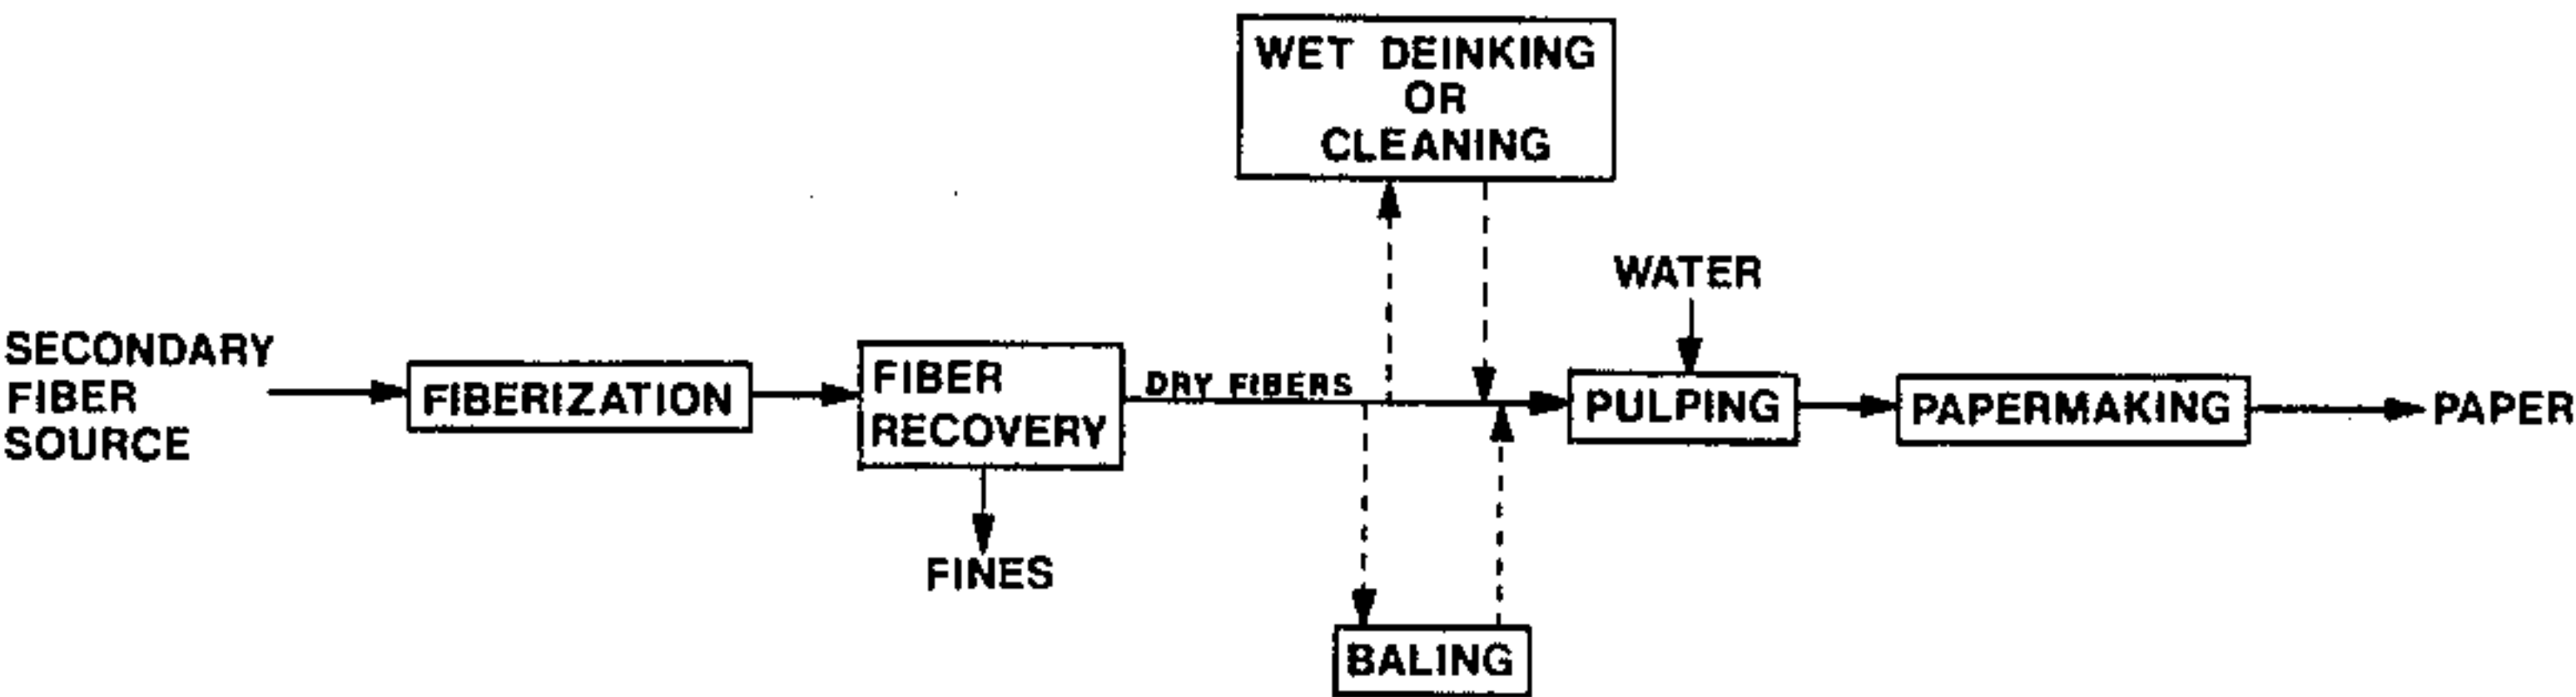 WET DEINKING
OR
CLEANING
WATER
SECONDARY
FIBER
SOURCE
FIBERIZATION
FIBER
RECOVERY
DRY FIBERS
PULPING
PAPERMAKING
PAPER
FINES
BALING